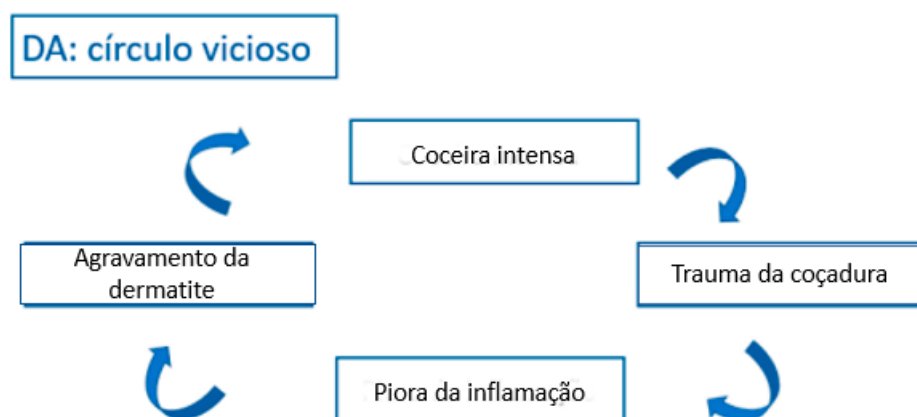 DA: círculo vicioso
Coceira intensa
Agravamento da
dermatite
Trauma da coçadura
Piora da inflamação